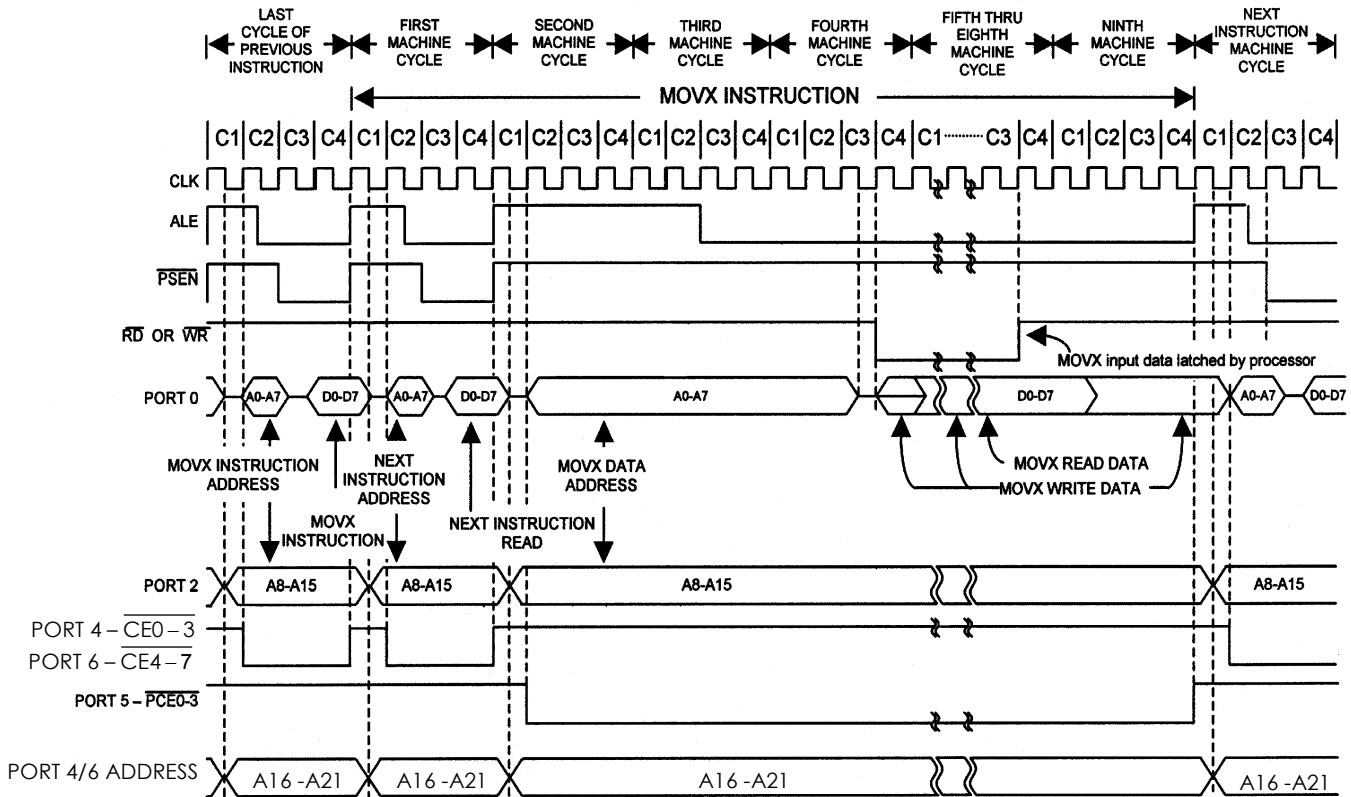 LAST CYCLE OF PREVIOUS INSTRUCTION
FIRST MACHINE CYCLE
SECOND MACHINE CYCLE
THIRD MACHINE CYCLE
FOURTH MACHINE CYCLE
FIFTH THRU EIGHTH MACHINE CYCLE
NINTH MACHINE CYCLE
NEXT INSTRUCTION MACHINE CYCLE
MOVX INSTRUCTION
C1 C2 C3 C4 C1 C2 C3 C4 C1 C2 C3 C4 C1 C2 C3 C4 C1 C2 C3 C4 C1 ·········· C3 C4 C1 C2 C3 C4 C1 C2 C3 C4
CLK
ALE
PSEN
RD OR WR
MOVX input data latched by processor
PORT 0
A0-A7 D0-D7 A0-A7 D0-D7 A0-A7 D0-D7 A0-A7 D0-D7
MOVX INSTRUCTION ADDRESS
NEXT INSTRUCTION ADDRESS
MOVX DATA ADDRESS
MOVX READ DATA
MOVX WRITE DATA
MOVX INSTRUCTION
NEXT INSTRUCTION READ
PORT 2
A8-A15 A8-A15 A8-A15 A8-A15
PORT 4 – CE0 – 3
PORT 6 – CE4 – 7
PORT 5 – PCE0-3
PORT 4/6 ADDRESS
A16 -A21 A16 -A21 A16 -A21 A16 -A21